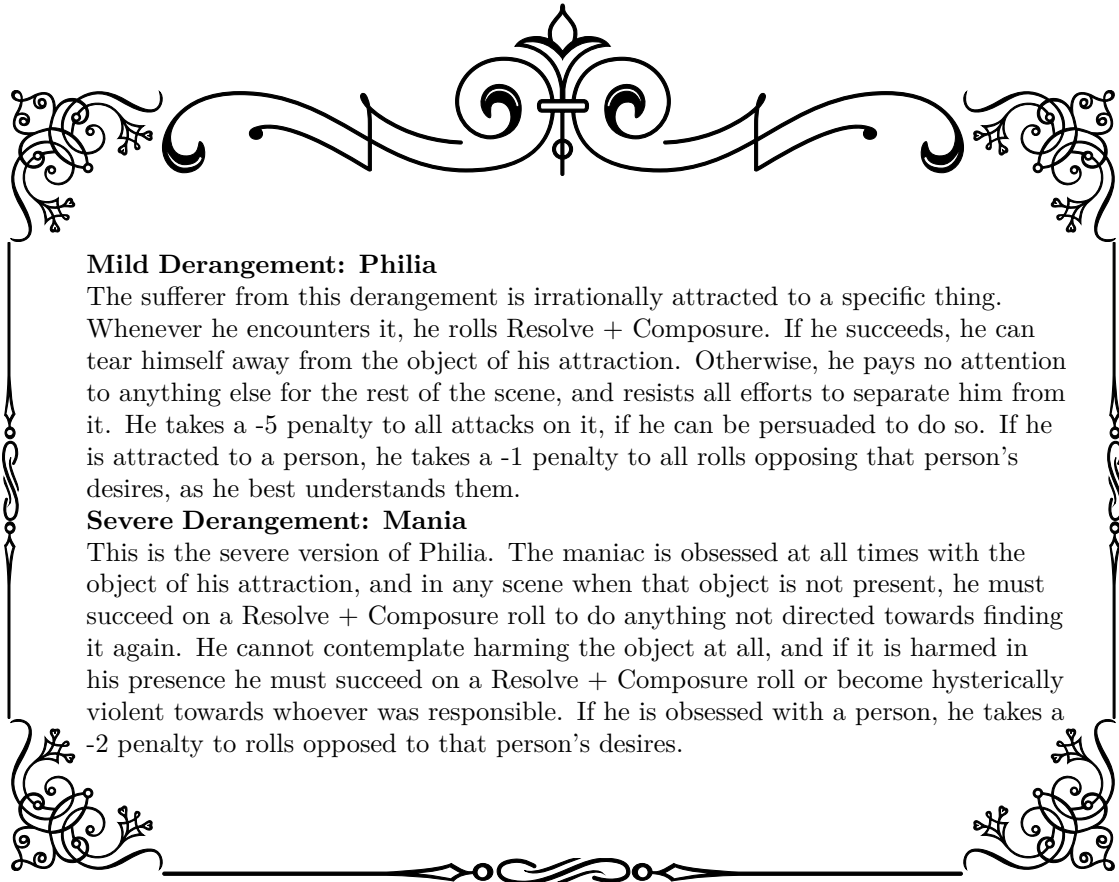 Mild Derangement: Philia
The sufferer from this derangement is irrationally attracted to a specific thing.
Whenever he encounters it, he rolls Resolve + Composure. If he succeeds, he can
tear himself away from the object of his attraction. Otherwise, he pays no attention
to anything else for the rest of the scene, and resists all efforts to separate him from
it. He takes a -5 penalty to all attacks on it, if he can be persuaded to do so. If he
is attracted to a person, he takes a -1 penalty to all rolls opposing that person's
desires, as he best understands them.
Severe Derangement: Mania
This is the severe version of Philia. The maniac is obsessed at all times with the
object of his attraction, and in any scene when that object is not present, he must
succeed on a Resolve + Composure roll to do anything not directed towards finding
it again. He cannot contemplate harming the object at all, and if it is harmed in
his presence he must succeed on a Resolve + Composure roll or become hysterically
violent towards whoever was responsible. If he is obsessed with a person, he takes a
-2 penalty to rolls opposed to that person's desires.